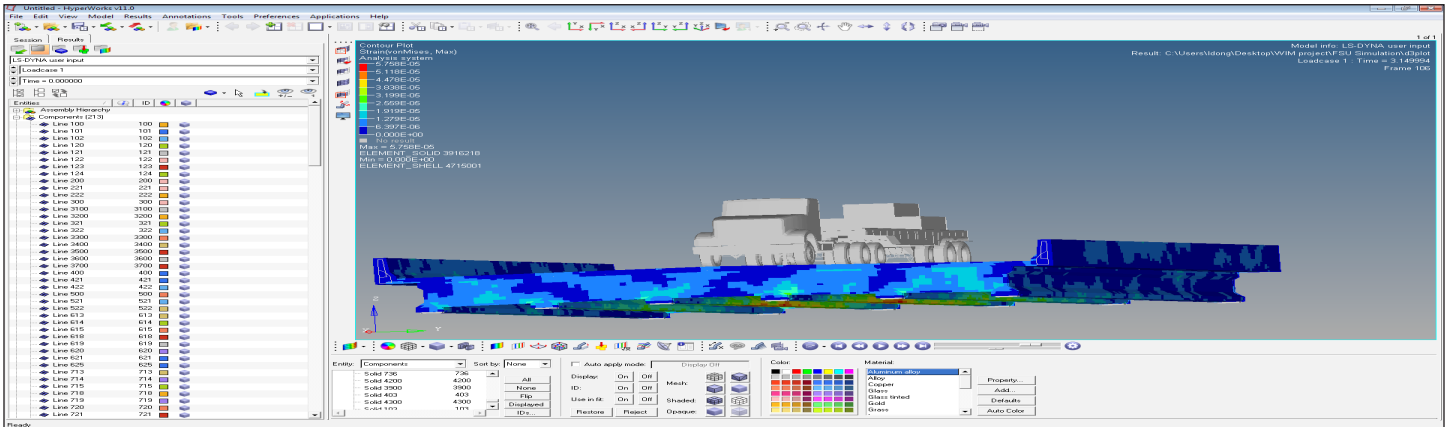 Untitled - HyperWorks v11.0
File Edit View Model Results Annotations Tools Preferences Applications Help
Session Results
1 of 1
LS-DYNA user input
Loadcase 1
Time = 0.000000
Entities ID
Assembly Hierarchy
Components (213)
Line 100 100
Line 101 101
Line 102 102
Line 120 120
Line 121 121
Line 122 122
Line 123 123
Line 124 124
Line 200 200
Line 221 221
Line 222 222
Line 300 300
Line 3100 3100
Line 3200 3200
Line 321 321
Line 322 322
Line 3300 3300
Line 3400 3400
Line 3500 3500
Line 3600 3600
Line 3700 3700
Line 400 400
Line 421 421
Line 422 422
Line 500 500
Line 521 521
Line 522 522
Line 613 613
Line 614 614
Line 615 615
Line 618 618
Line 619 619
Line 620 620
Line 621 621
Line 625 625
Line 713 713
Line 714 714
Line 715 715
Line 718 718
Line 719 719
Line 720 720
Line 721 721
Contour Plot
Strain(vonMises, Max)
Analysis system
5.758E-05
5.118E-05
4.478E-05
3.838E-05
3.199E-05
2.559E-05
1.919E-05
1.279E-05
6.397E-06
0.000E+00
No result
Max = 5.758E-05
ELEMENT_SOLID 3916218
Min = 0.000E+00
ELEMENT_SHELL 4715001
Model info: LS-DYNA user input
Result: C:\Users\ldong\Desktop\WIM project\FSU Simulation\d3plot
Loadcase 1 : Time = 3.149994
Frame 106
Z
Y
Entity: Components Sort by: None
Solid 736 736
Solid 4200 4200
Solid 3900 3900
Solid 403 403
Solid 4300 4300
Solid 103 103
All
None
Flip
Displayed
IDs...
Auto apply mode: Display Off
Display: On Off
ID: On Off
Use in fit: On Off
Restore Reject
Mesh:
Shaded:
Opaque:
Color:
Material:
Aluminum alloy
Alloy
Copper
Glass
Glass tinted
Gold
Grass
Property...
Add...
Defaults
Auto Color
Ready